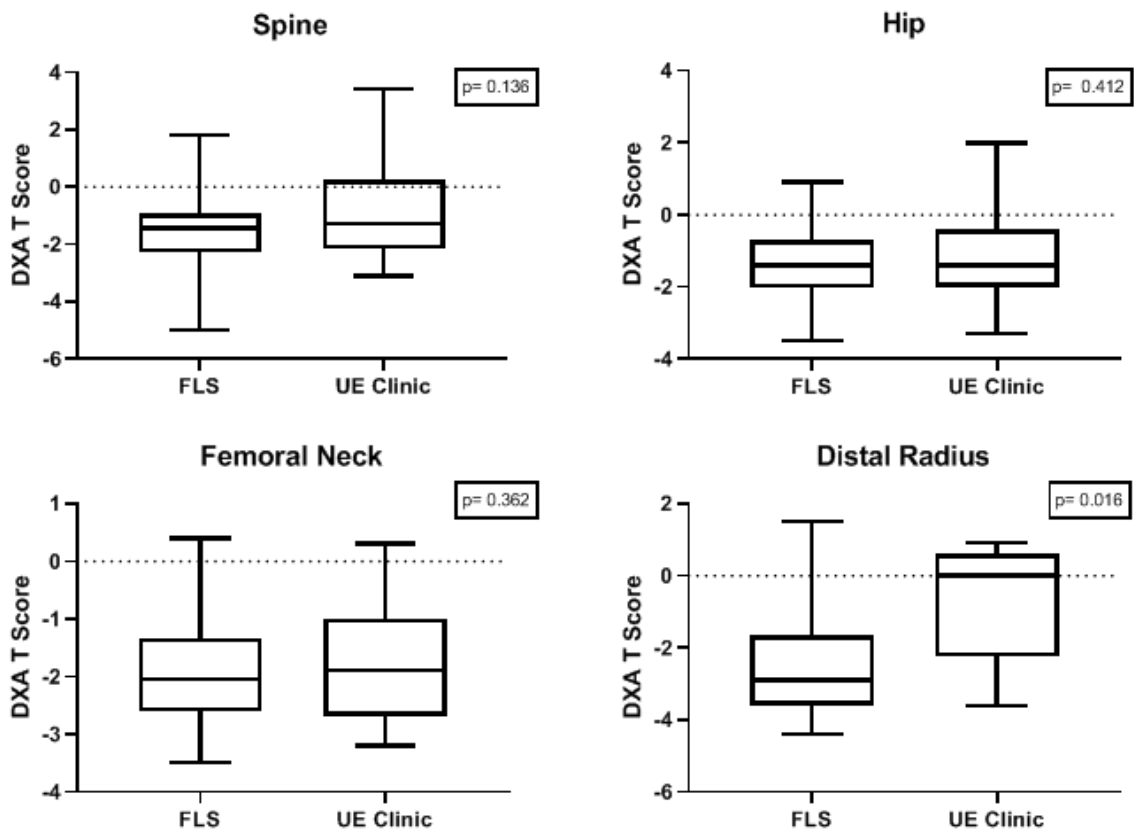 Spine
p= 0.136
DXA T Score
4
2
0
-2
-4
-6
FLS UE Clinic
Hip
p= 0.412
DXA T Score
4
2
0
-2
-4
FLS UE Clinic
Femoral Neck
p= 0.362
DXA T Score
1
0
-1
-2
-3
-4
FLS UE Clinic
Distal Radius
p= 0.016
DXA T Score
2
0
-2
-4
-6
FLS UE Clinic